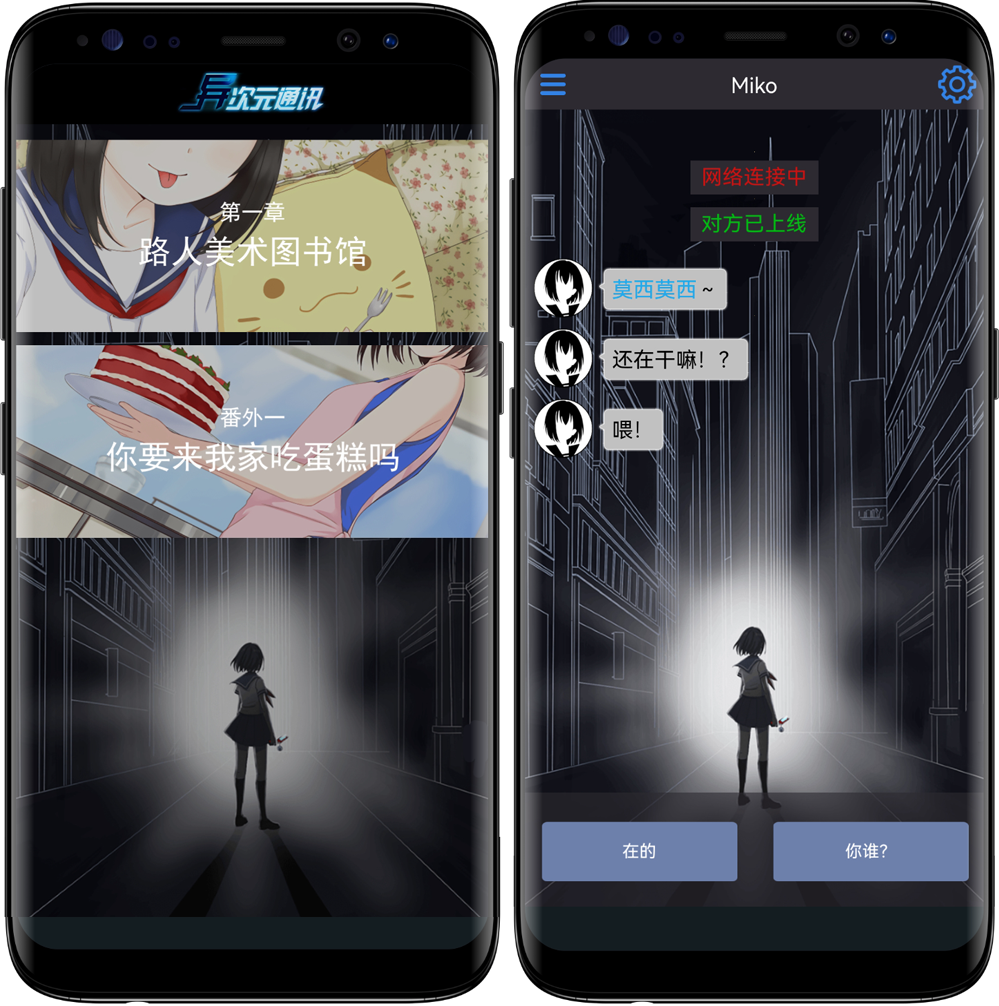 异次元通讯
第一章
路人美术图书馆
番外一
你要来我家吃蛋糕吗
Miko
网络连接中
对方已上线
莫西莫西 ~
还在干嘛！？
喂！
在的
你谁?